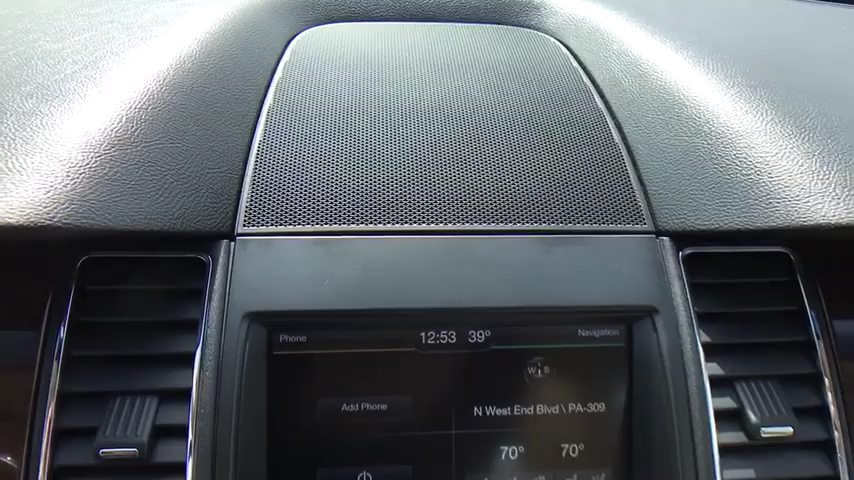 Phone
12:53 39°
Navigation
W S
Add Phone
N West End Blvd \ PA-309
70° 70°